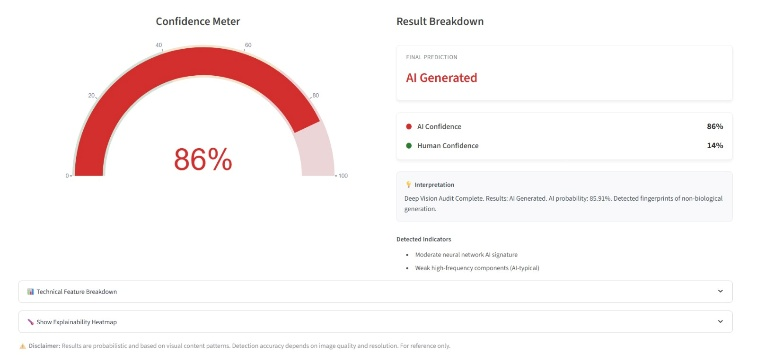 Confidence Meter
0
20
40
60
80
100
86%
Result Breakdown
FINAL PREDICTION
AI Generated
AI Confidence 86%
Human Confidence 14%
Interpretation
Deep Vision Audit Complete. Results: AI Generated. AI probability: 85.91%. Detected fingerprints of non-biological
generation.
Detected Indicators
• Moderate neural network AI signature
• Weak high-frequency components (AI-typical)
Technical Feature Breakdown
Show Explainability Heatmap
Disclaimer: Results are probabilistic and based on visual content patterns. Detection accuracy depends on image quality and resolution. For reference only.